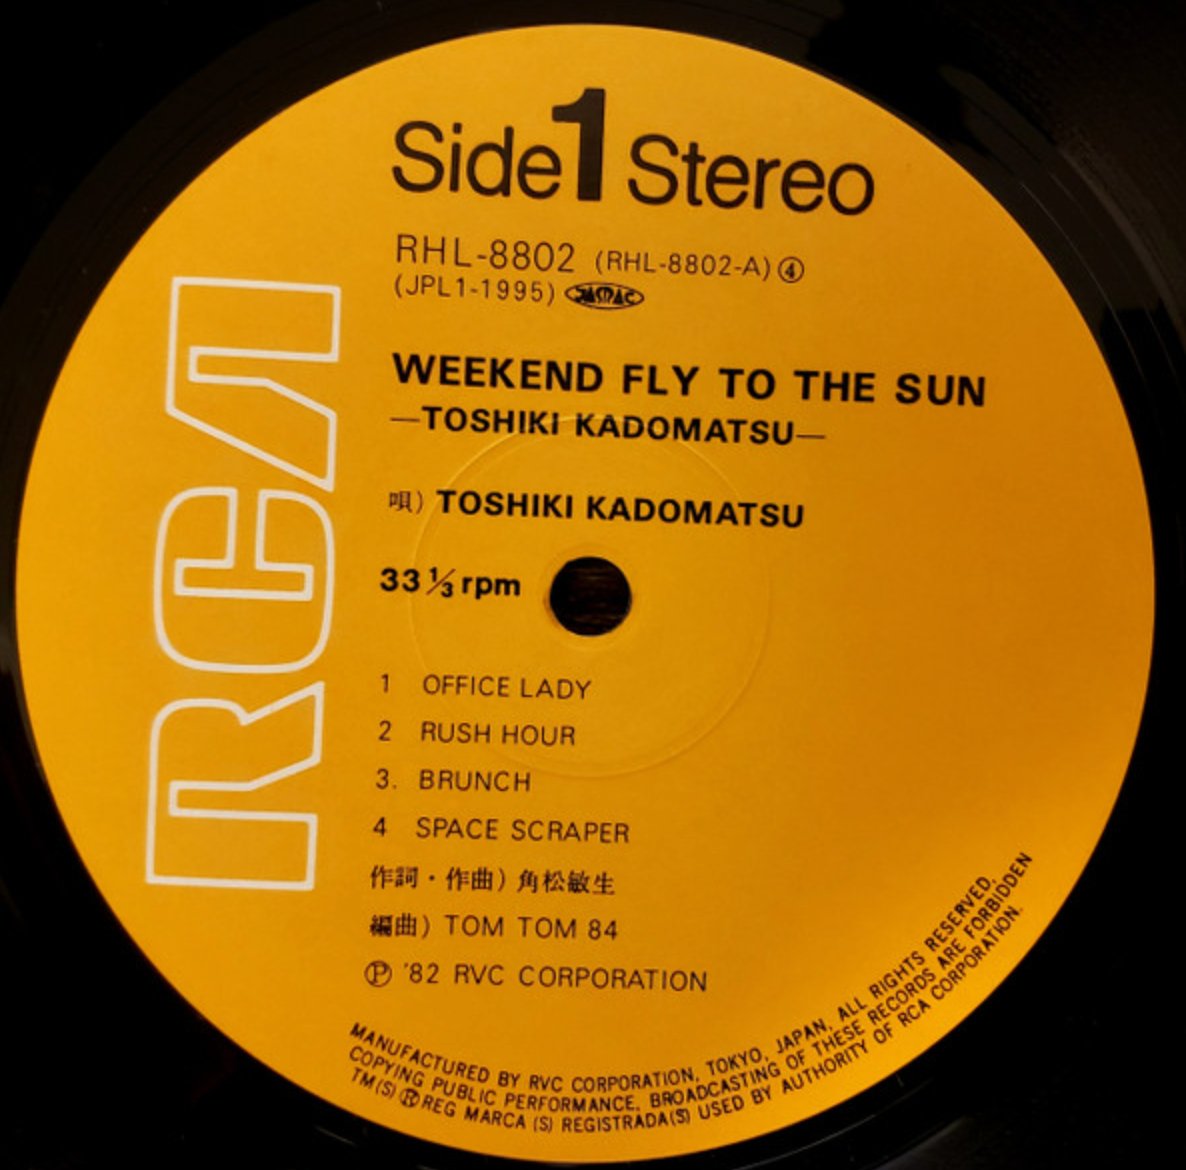 Side 1 Stereo
RHL-8802 (RHL-8802-A) ④
(JPL1-1995) JASRAC
WEEKEND FLY TO THE SUN
—TOSHIKI KADOMATSU—
唄) TOSHIKI KADOMATSU
33 ⅓ rpm
1 OFFICE LADY
2 RUSH HOUR
3. BRUNCH
4 SPACE SCRAPER
作詞・作曲) 角松敏生
編曲) TOM TOM 84
Ⓟ '82 RVC CORPORATION
RCA
MANUFACTURED BY RVC CORPORATION, TOKYO, JAPAN, ALL RIGHTS RESERVED.
COPYING PUBLIC PERFORMANCE, BROADCASTING OF THESE RECORDS ARE FORBIDDEN
TM(S) ® REG MARCA (S) REGISTRADA(S) USED BY AUTHORITY OF RCA CORPORATION.